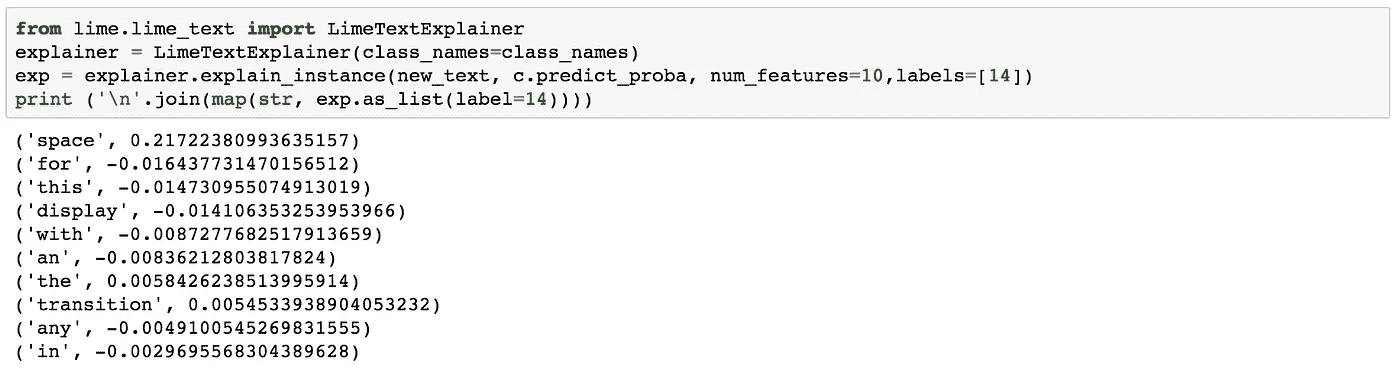 from lime.lime_text import LimeTextExplainer
explainer = LimeTextExplainer(class_names=class_names)
exp = explainer.explain_instance(new_text, c.predict_proba, num_features=10,labels=[14])
print ('\n'.join(map(str, exp.as_list(label=14))))
('space', 0.21722380993635157)
('for', -0.016437731470156512)
('this', -0.014730955074913019)
('display', -0.014106353253953966)
('with', -0.0087277682517913659)
('an', -0.00836212803817824)
('the', 0.0058426238513995914)
('transition', 0.0054533938904053232)
('any', -0.0049100545269831555)
('in', -0.0029695568304389628)